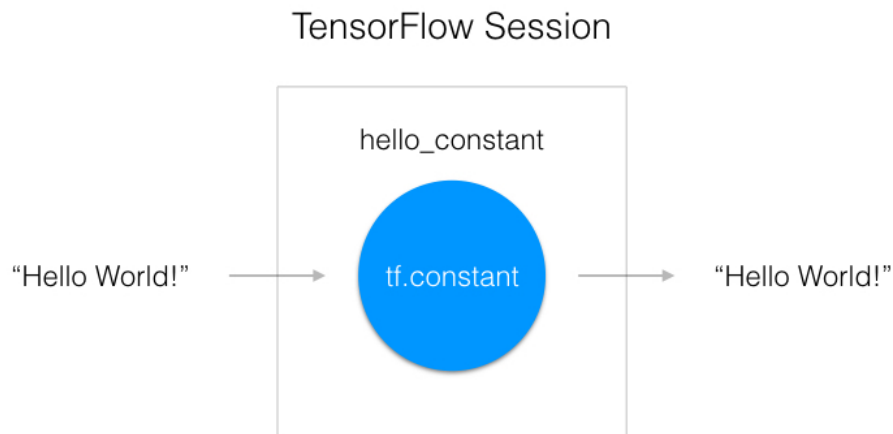 TensorFlow Session
hello_constant
“Hello World!”
tf.constant
“Hello World!”